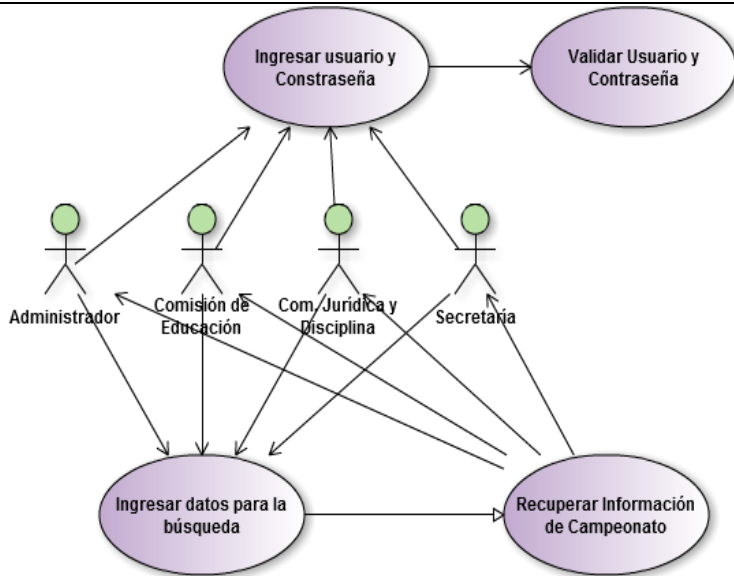 Ingresar usuario y
Constraseña
Validar Usuario y
Contraseña
Administrador
Comisión de
Educación
Com. Jurídica y
Disciplina
Secretaría
Ingresar datos para la
búsqueda
Recuperar Información
de Campeonato